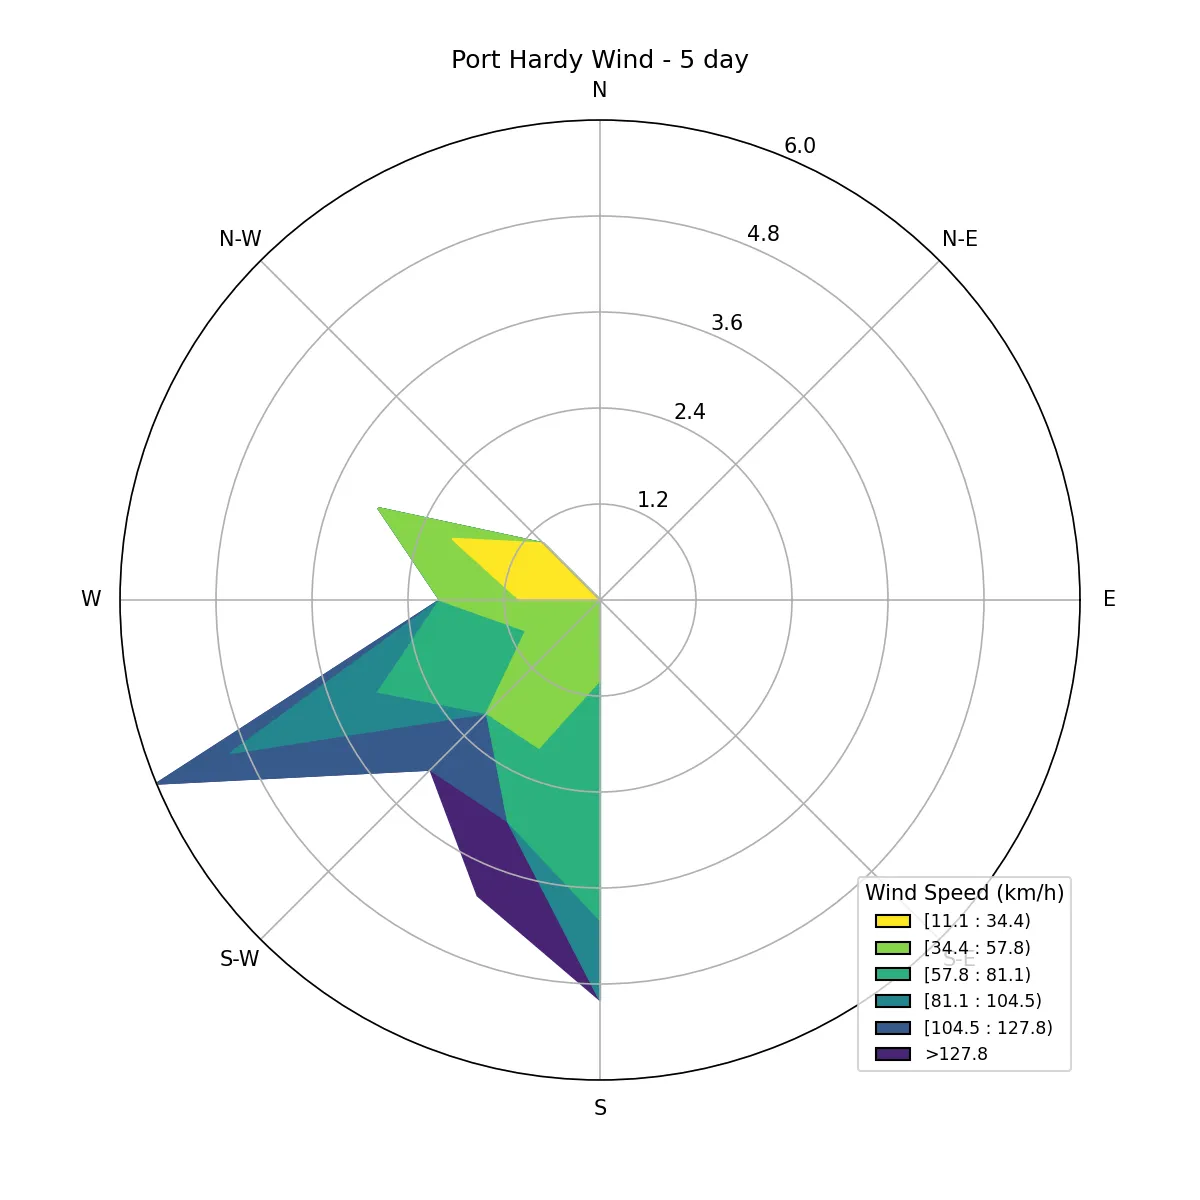 Port Hardy Wind - 5 day
N
6.0
N-W
4.8
N-E
3.6
2.4
1.2
W
E
Wind Speed (km/h)
[11.1 : 34.4)
[34.4 : 57.8)
S-W
S-E
[57.8 : 81.1)
[81.1 : 104.5)
[104.5 : 127.8)
>127.8
S